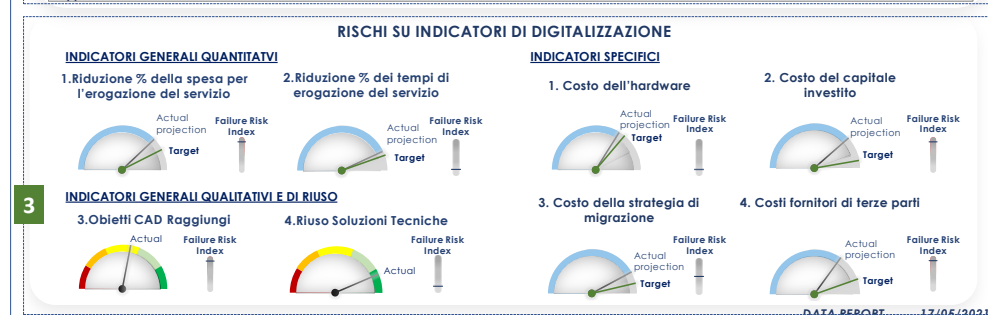 RISCHI SU INDICATORI DI DIGITALIZZAZIONE
INDICATORI GENERALI QUANTITATVI
1.Riduzione % della spesa per
l'erogazione del servizio
Actual
projection
Target
Failure Risk
Index
2.Riduzione % dei tempi di
erogazione del servizio
Actual
projection
Target
Failure Risk
Index
INDICATORI SPECIFICI
1. Costo dell'hardware
Actual
projection
Target
Failure Risk
Index
2. Costo del capitale
investito
Actual
projection
Target
Failure Risk
Index
3
INDICATORI GENERALI QUALITATIVI E DI RIUSO
3.Obietti CAD Raggiungi
Actual
Failure Risk
Index
4.Riuso Soluzioni Tecniche
Actual
Failure Risk
Index
3. Costo della strategia di
migrazione
Actual
projection
Target
Failure Risk
Index
4. Costi fornitori di terze parti
Actual
projection
Target
Failure Risk
Index
DATA REPORT 17/05/2021